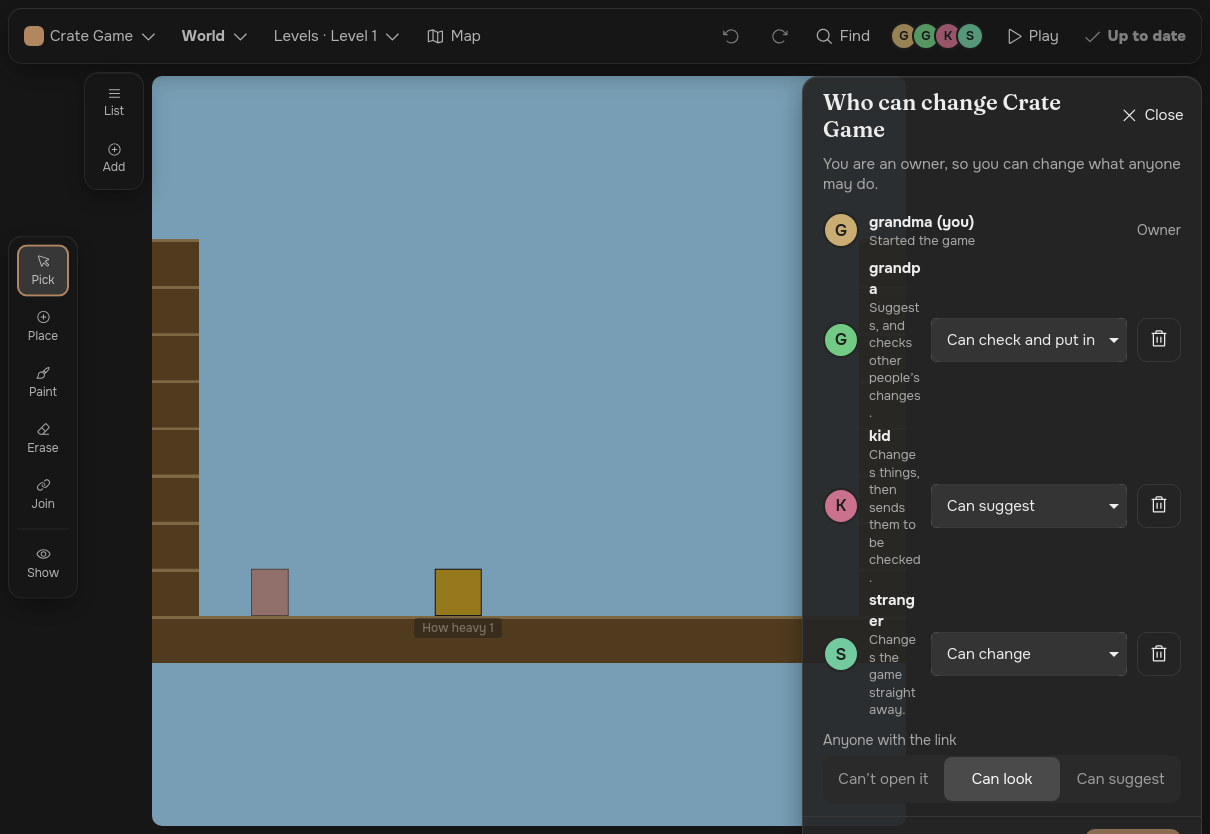 Crate Game
World
Levels · Level 1
Map
Find
G G K S
Play
Up to date
List
Add
Pick
Place
Paint
Erase
Join
Show
How heavy 1
Who can change Crate
Game
Close
You are an owner, so you can change what anyone
may do.
G
grandma (you)
Started the game
Owner
G
grandp
a
Suggest
s, and
checks
other
people's
changes
.
Can check and put in
K
kid
Change
s things,
then
sends
them to
be
checked
.
Can suggest
S
strang
er
Change
s the
game
straight
away.
Can change
Anyone with the link
Can't open it
Can look
Can suggest